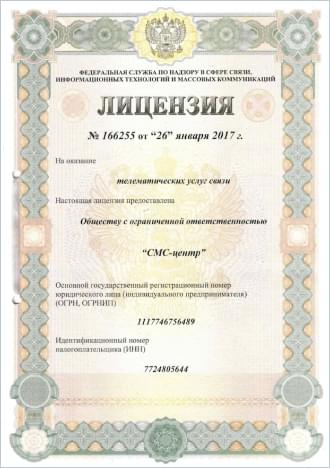 ФЕДЕРАЛЬНАЯ СЛУЖБА ПО НАДЗОРУ В СФЕРЕ СВЯЗИ,
ИНФОРМАЦИОННЫХ ТЕХНОЛОГИЙ И МАССОВЫХ КОММУНИКАЦИЙ
ЛИЦЕНЗИЯ
№ 166255 от “26” января 2017 г.
На оказание
телематических услуг связи
Настоящая лицензия предоставлена
Обществу с ограниченной ответственностью
“СМС-центр”
Основной государственный регистрационный номер
юридического лица (индивидуального предпринимателя)
(ОГРН, ОГРНИП)
1117746756489
Идентификационный номер
налогоплательщика (ИНН)
7724805644